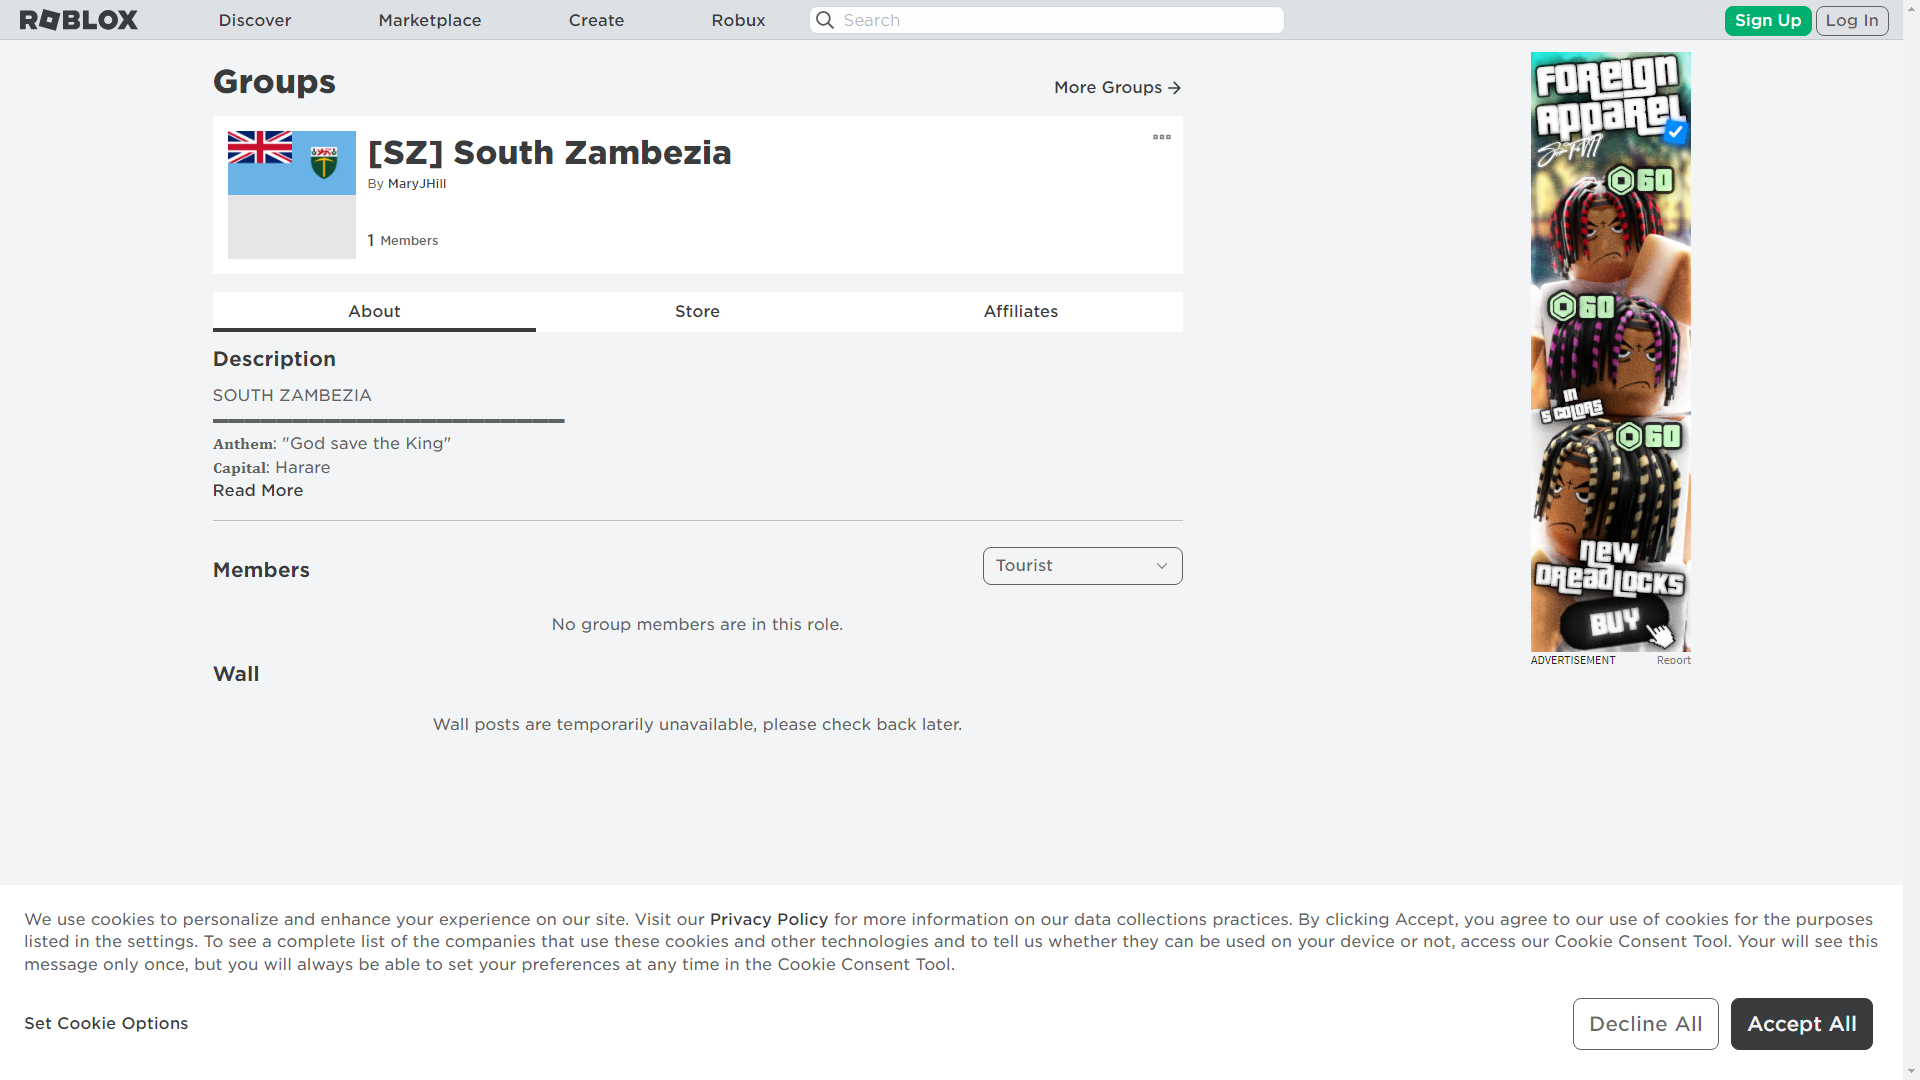 ROBLOX
Discover
Marketplace
Create
Robux
Search
Sign Up
Log In
Groups
More Groups
[SZ] South Zambezia
By MaryJHill
1 Members
About
Store
Affiliates
Description
SOUTH ZAMBEZIA
Anthem: "God save the King"
Capital: Harare
Read More
Members
Tourist
No group members are in this role.
Wall
Wall posts are temporarily unavailable, please check back later.
FOREIGN
APPAREL
60
60
IN
5 COLORS
60
NEW
DREADLOCKS
BUY
ADVERTISEMENT
Report
We use cookies to personalize and enhance your experience on our site. Visit our Privacy Policy for more information on our data collections practices. By clicking Accept, you agree to our use of cookies for the purposes
listed in the settings. To see a complete list of the companies that use these cookies and other technologies and to tell us whether they can be used on your device or not, access our Cookie Consent Tool. Your will see this
message only once, but you will always be able to set your preferences at any time in the Cookie Consent Tool.
Set Cookie Options
Decline All
Accept All